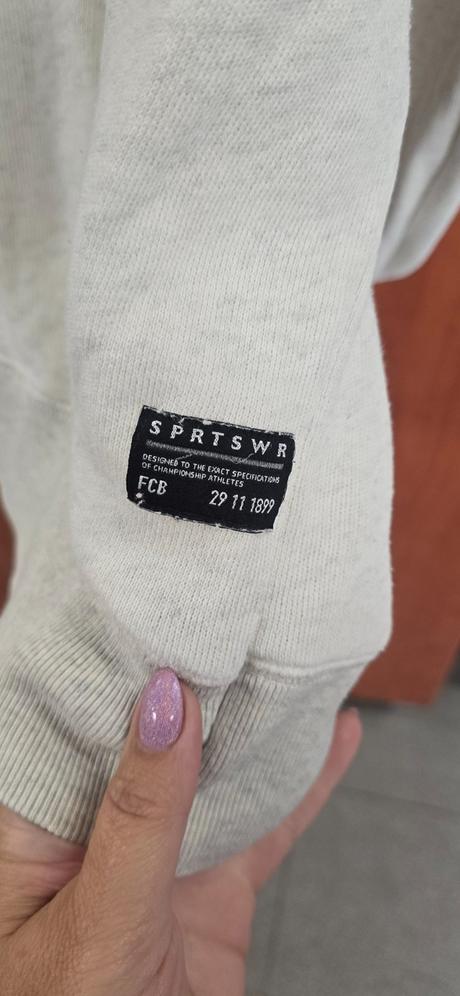 SPRTSWR
DESIGNED TO THE EXACT SPECIFICATIONS
OF CHAMPIONSHIP ATHLETES
FCB 29 11 1899